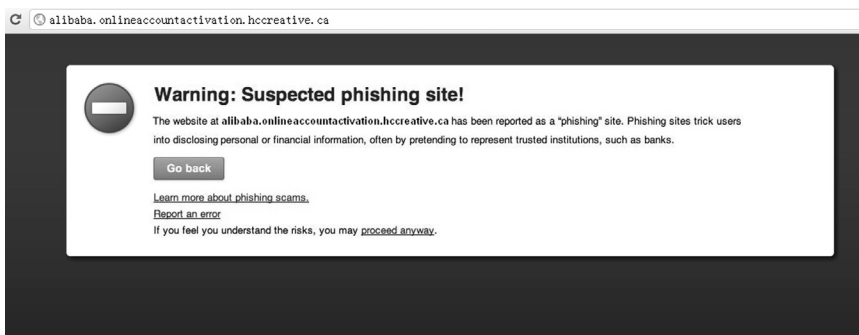 alibaba.onlineaccountactivation.hccreative.ca
Warning: Suspected phishing site!
The website at alibaba.onlineaccountactivation.hccreative.ca has been reported as a “phishing” site. Phishing sites trick users
into disclosing personal or financial information, often by pretending to represent trusted institutions, such as banks.
Go back
Learn more about phishing scams.
Report an error
If you feel you understand the risks, you may proceed anyway.